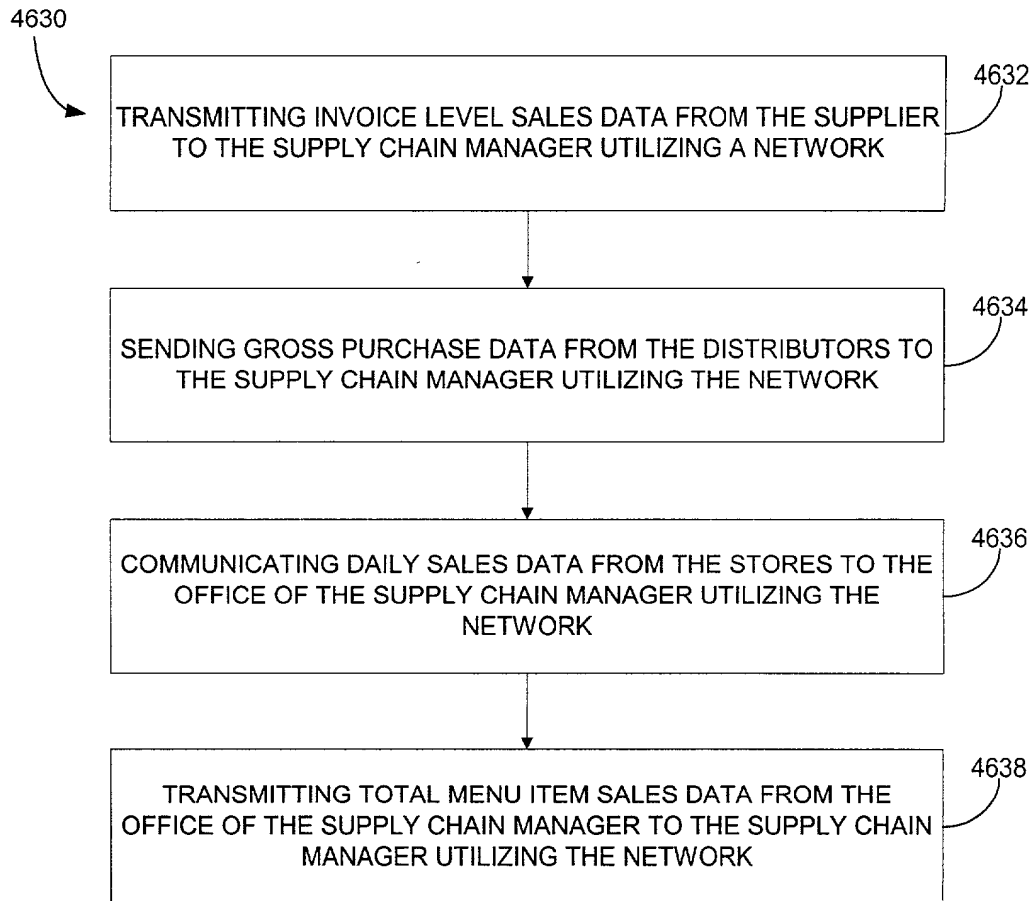 4630
4632
TRANSMITTING INVOICE LEVEL SALES DATA FROM THE SUPPLIER
TO THE SUPPLY CHAIN MANAGER UTILIZING A NETWORK
4634
SENDING GROSS PURCHASE DATA FROM THE DISTRIBUTORS TO
THE SUPPLY CHAIN MANAGER UTILIZING THE NETWORK
4636
COMMUNICATING DAILY SALES DATA FROM THE STORES TO THE
OFFICE OF THE SUPPLY CHAIN MANAGER UTILIZING THE
NETWORK
4638
TRANSMITTING TOTAL MENU ITEM SALES DATA FROM THE
OFFICE OF THE SUPPLY CHAIN MANAGER TO THE SUPPLY CHAIN
MANAGER UTILIZING THE NETWORK